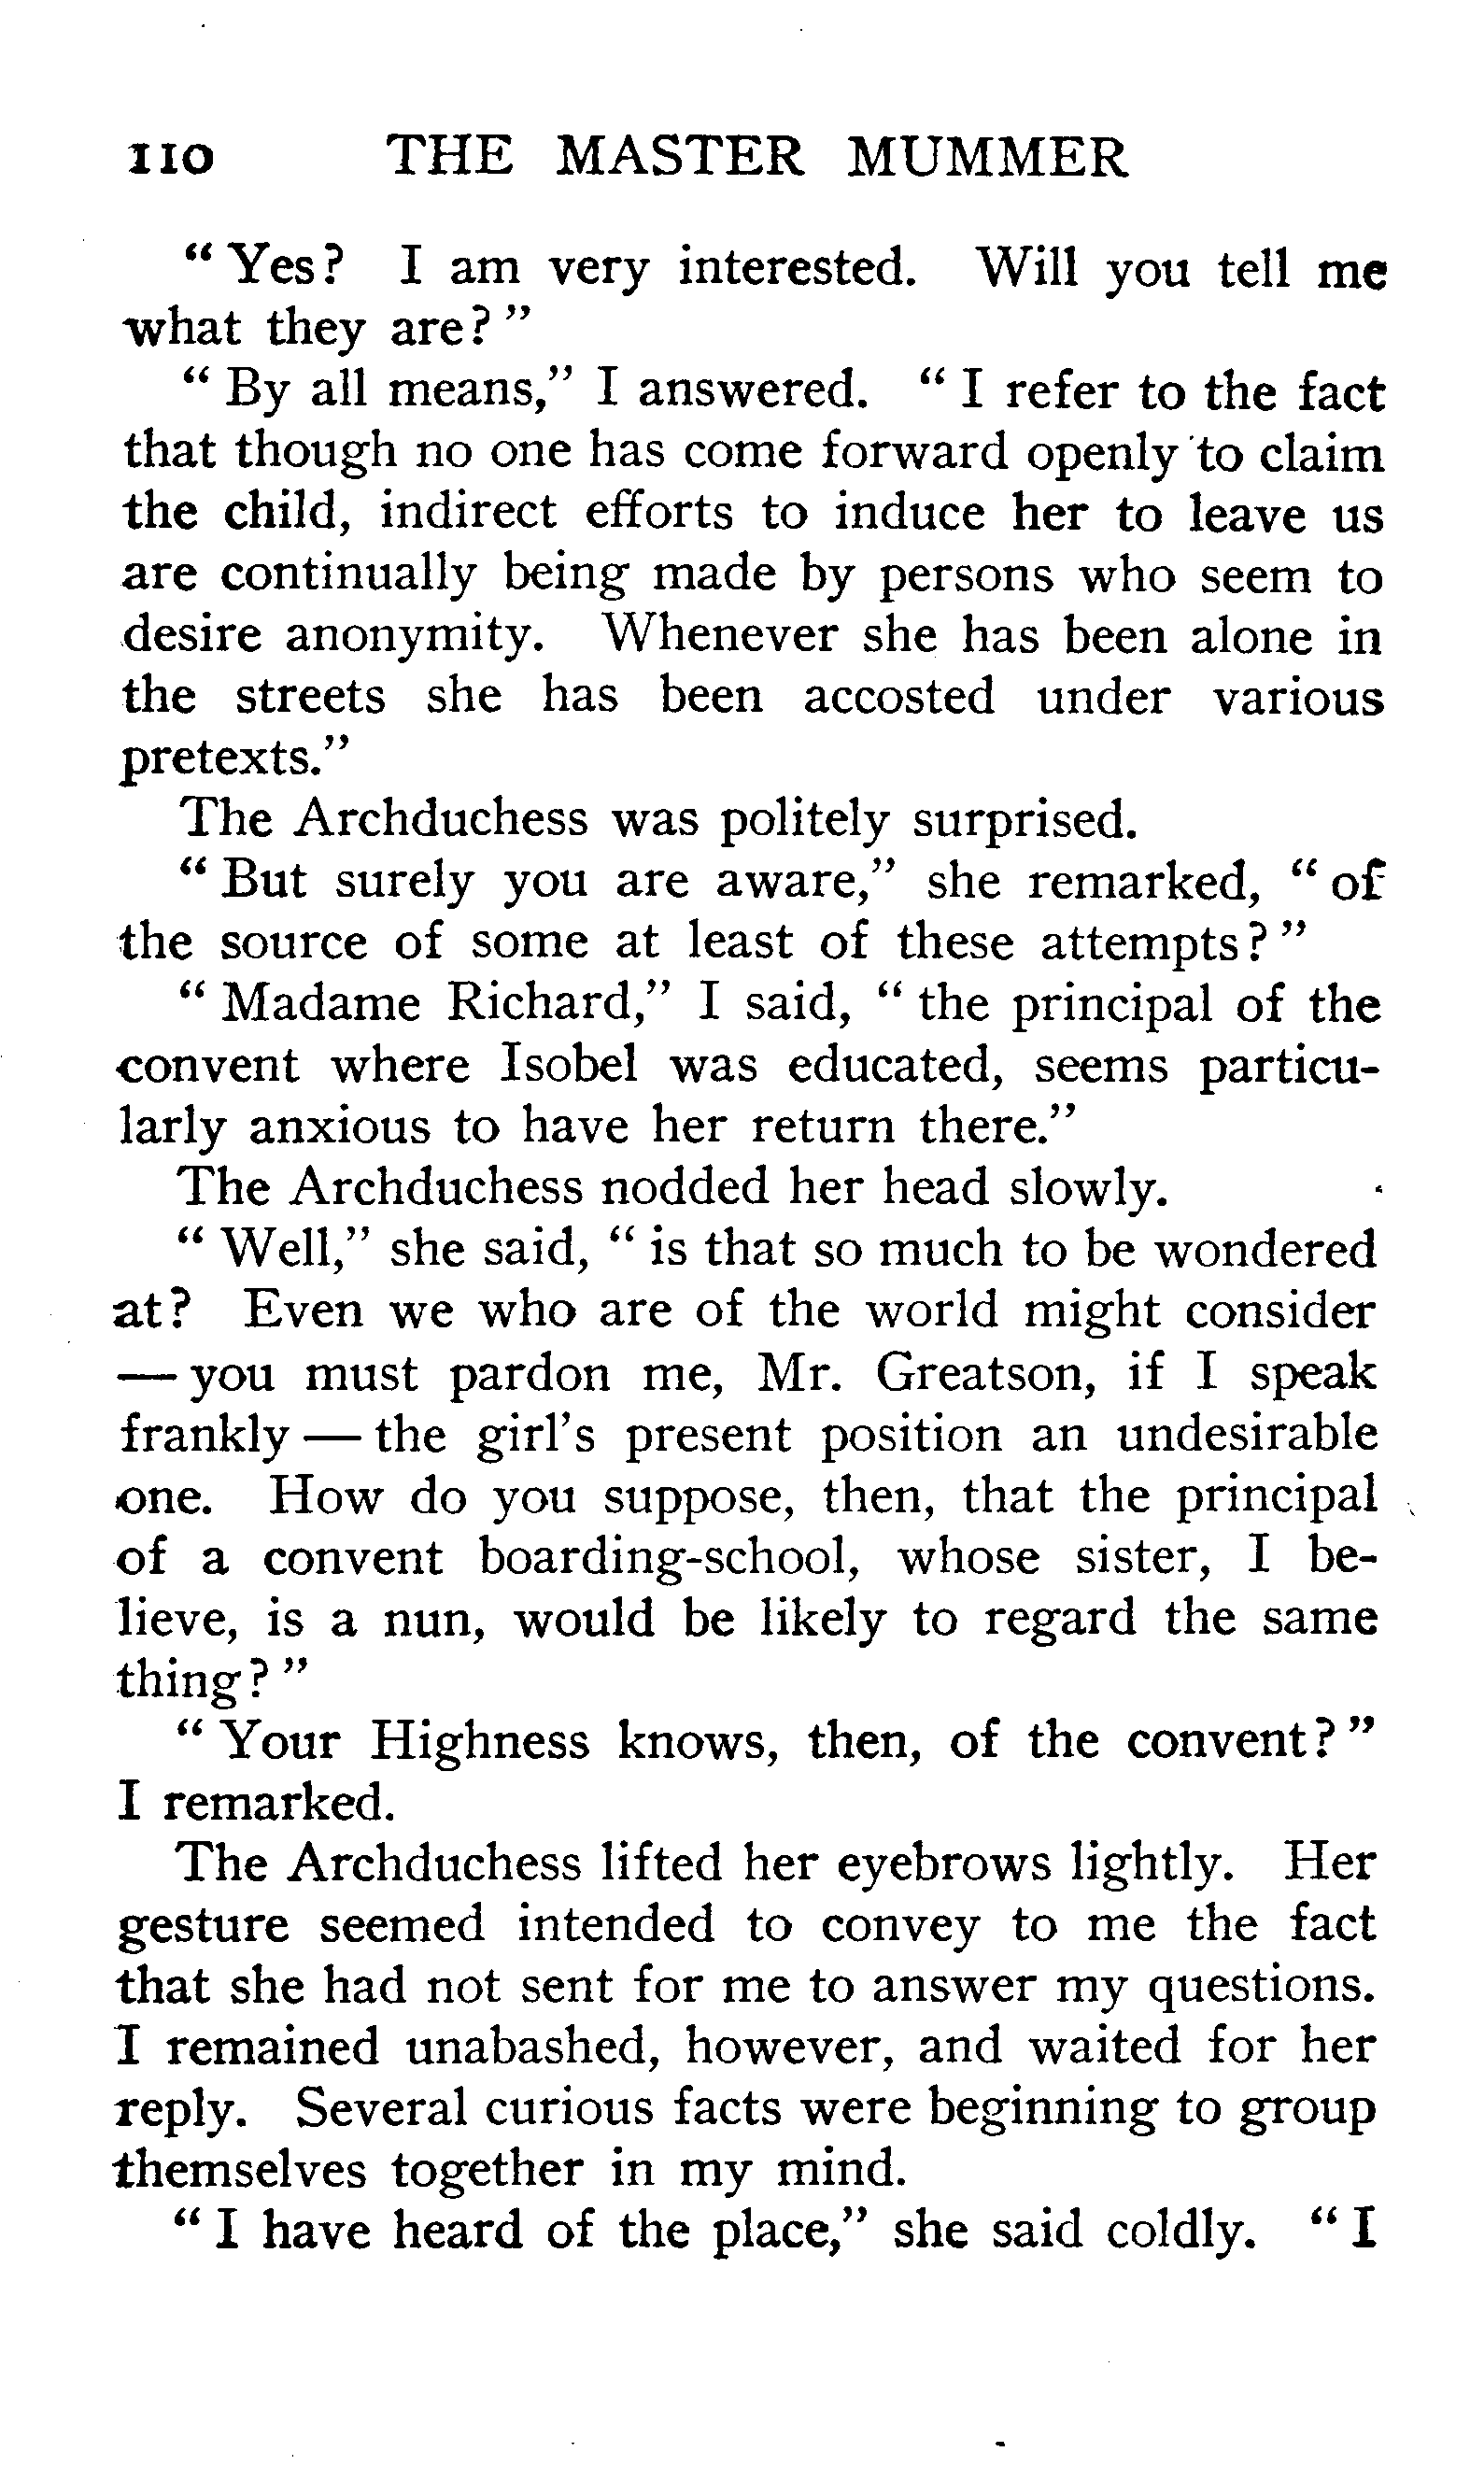 110 THE MASTER MUMMER
“ Yes? I am very interested. Will you tell me
what they are? ”
“ By all means,” I answered. “ I refer to the fact
that though no one has come forward openly to claim
the child, indirect efforts to induce her to leave us
are continually being made by persons who seem to
desire anonymity. Whenever she has been alone in
the streets she has been accosted under various
pretexts.”
The Archduchess was politely surprised.
“ But surely you are aware,” she remarked, “ of
the source of some at least of these attempts? ”
“ Madame Richard,” I said, “ the principal of the
convent where Isobel was educated, seems particu-
larly anxious to have her return there.”
The Archduchess nodded her head slowly.
“ Well,” she said, “ is that so much to be wondered
at? Even we who are of the world might consider
— you must pardon me, Mr. Greatson, if I speak
frankly — the girl’s present position an undesirable
one. How do you suppose, then, that the principal
of a convent boarding-school, whose sister, I be-
lieve, is a nun, would be likely to regard the same
thing? ”
“ Your Highness knows, then, of the convent? ”
I remarked.
The Archduchess lifted her eyebrows lightly. Her
gesture seemed intended to convey to me the fact
that she had not sent for me to answer my questions.
I remained unabashed, however, and waited for her
reply. Several curious facts were beginning to group
themselves together in my mind.
“ I have heard of the place,” she said coldly. “ I